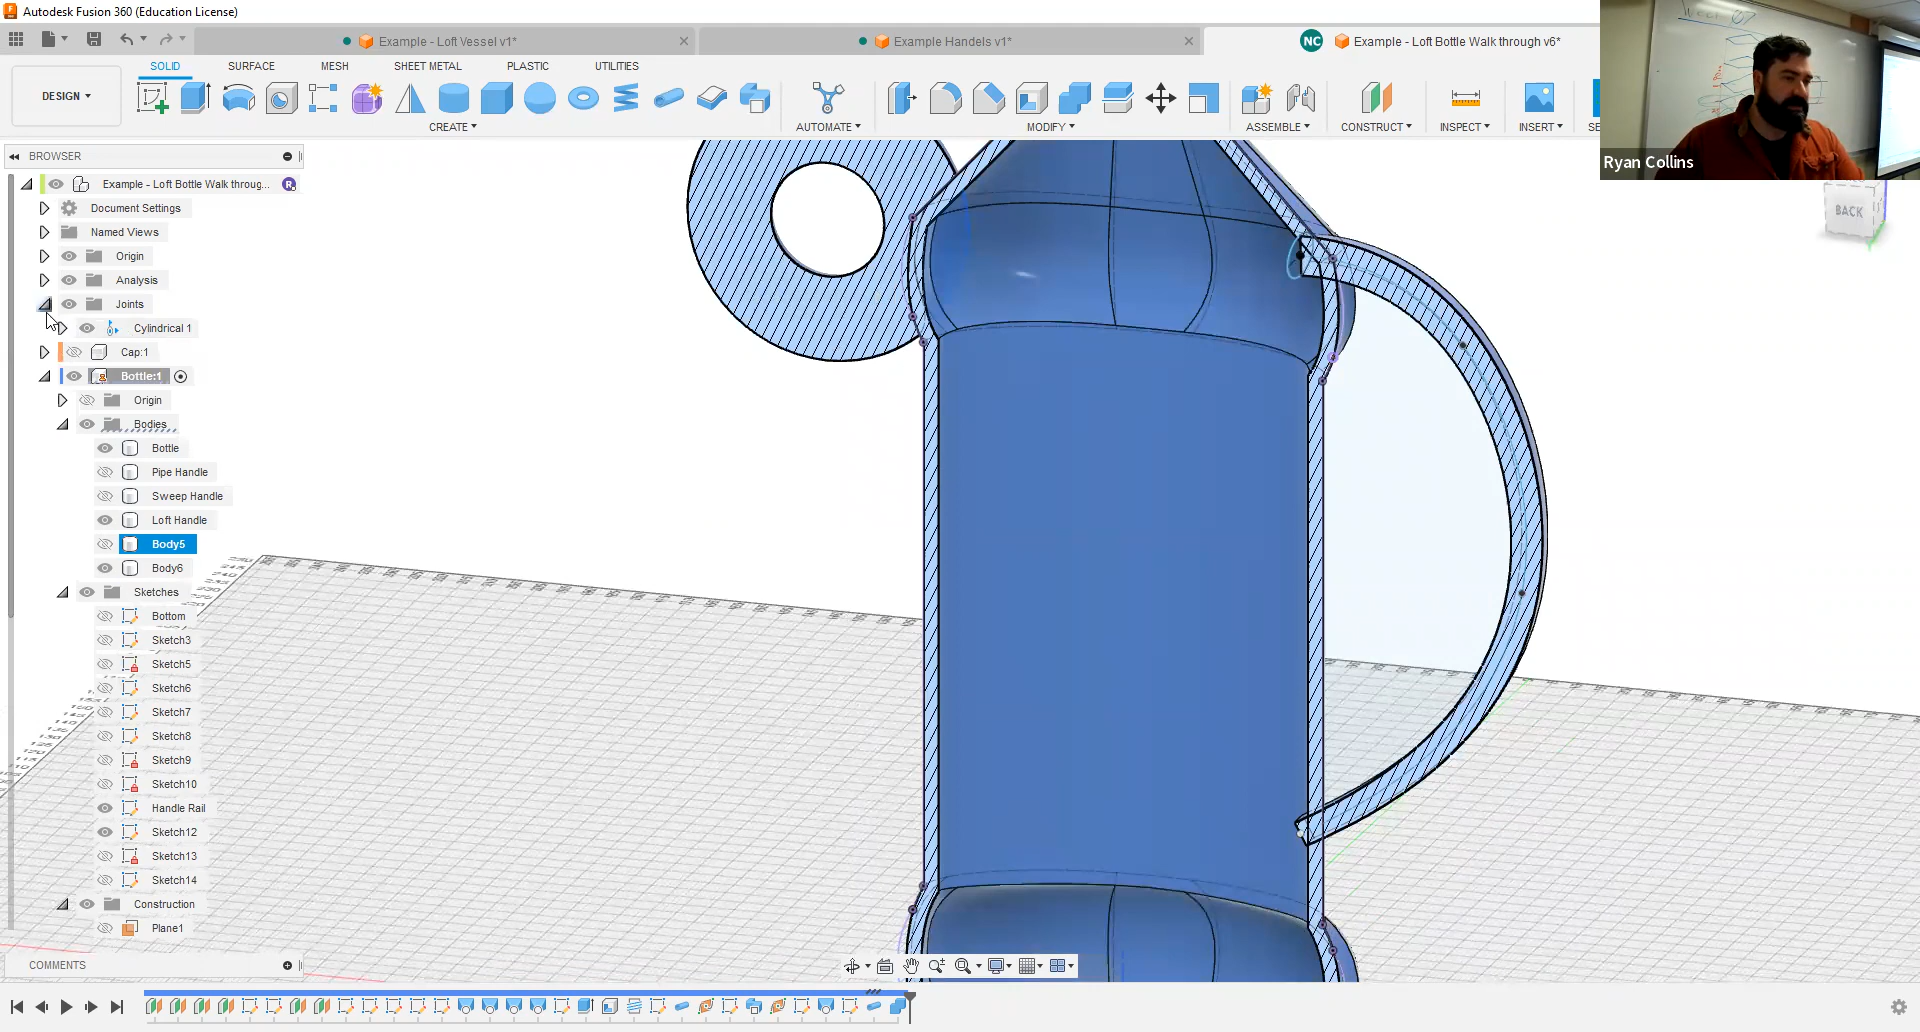 Autodesk Fusion 360 (Education License)
Example - Loft Vessel v1*
Example Handels v1*
NC
Example - Loft Bottle Walk through v6*
DESIGN
SOLID
SURFACE
MESH
SHEET METAL
PLASTIC
UTILITIES
CREATE
AUTOMATE
MODIFY
ASSEMBLE
CONSTRUCT
INSPECT
INSERT
SE
Ryan Collins
BACK
BROWSER
Example - Loft Bottle Walk throug...
R
Document Settings
Named Views
Origin
Analysis
Joints
Cylindrical 1
Cap:1
Bottle:1
Origin
Bodies
Bottle
Pipe Handle
Sweep Handle
Loft Handle
Body5
Body6
Sketches
Bottom
Sketch3
Sketch5
Sketch6
Sketch7
Sketch8
Sketch9
Sketch10
Handle Rail
Sketch12
Sketch13
Sketch14
Construction
Plane1
COMMENTS